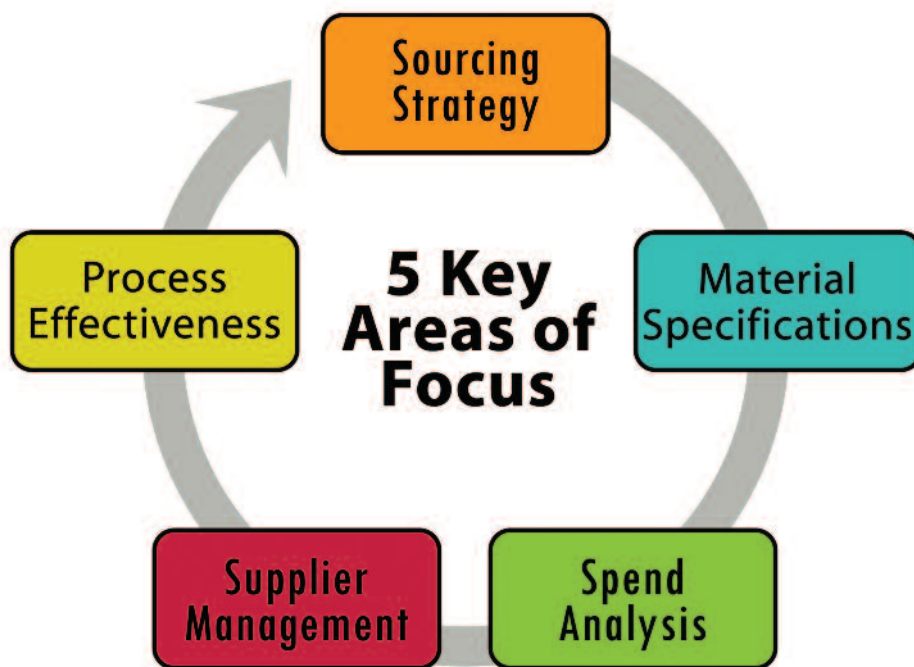 Sourcing
Strategy
Process
Effectiveness
5 Key
Areas of
Focus
Material
Specifications
Supplier
Management
Spend
Analysis